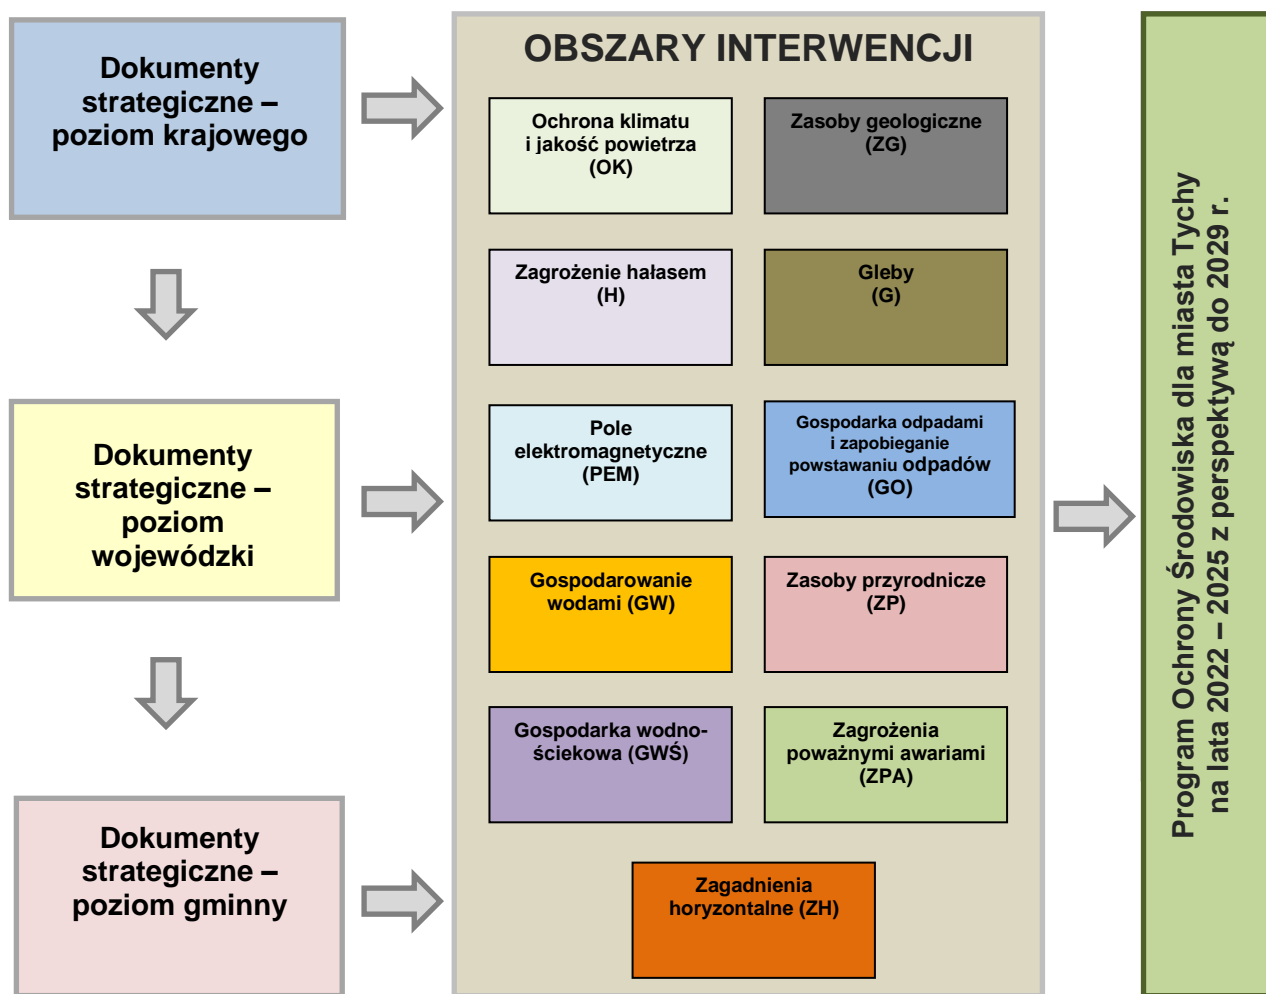 Dokumenty
strategiczne –
poziom krajowego
Dokumenty
strategiczne –
poziom
wojewódzki
Dokumenty
strategiczne –
poziom gminny
OBSZARY INTERWENCJI
Ochrona klimatu
i jakość powietrza
(OK)
Zasoby geologiczne
(ZG)
Zagrożenie hałasem
(H)
Gleby
(G)
Pole
elektromagnetyczne
(PEM)
Gospodarka odpadami
i zapobieganie
powstawaniu odpadów
(GO)
Gospodarowanie
wodami (GW)
Zasoby przyrodnicze
(ZP)
Gospodarka wodno-
ściekowa (GWŚ)
Zagrożenia
poważnymi awariami
(ZPA)
Zagadnienia
horyzontalne (ZH)
Program Ochrony Środowiska dla miasta Tychy
na lata 2022 – 2025 z perspektywą do 2029 r.